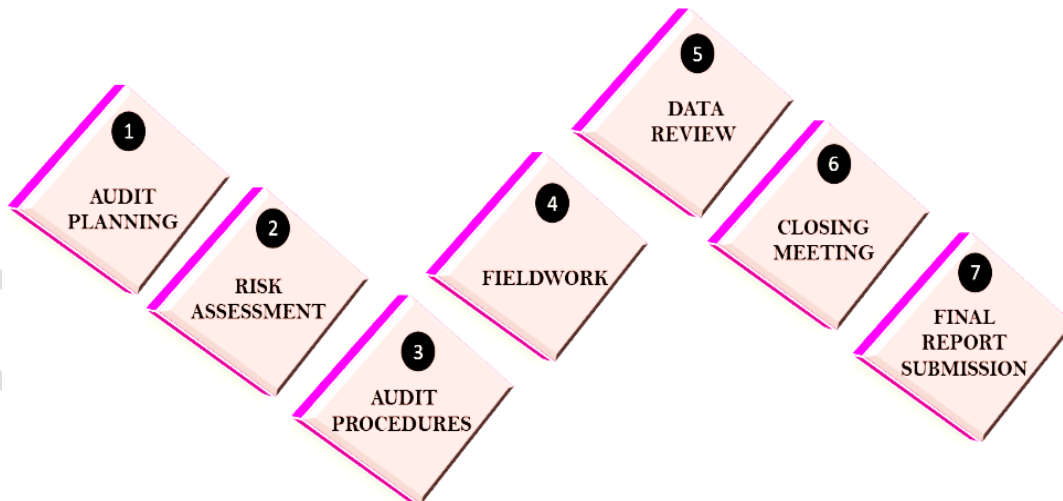 1
AUDIT
PLANNING
2
RISK
ASSESSMENT
3
AUDIT
PROCEDURES
4
FIELDWORK
5
DATA
REVIEW
6
CLOSING
MEETING
7
FINAL
REPORT
SUBMISSION